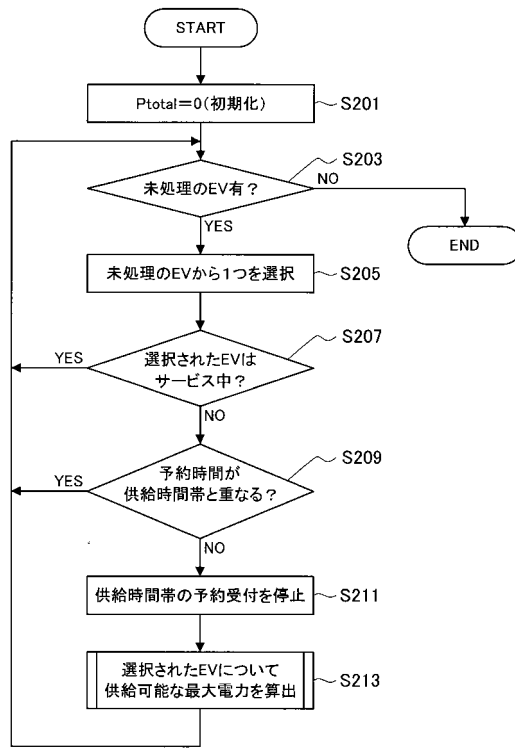 START
Ptotal=0(初期化)
S201
未処理のEV有?
S203
NO
YES
END
未処理のEVから1つを選択
S205
選択されたEVは
サービス中?
S207
YES
NO
予約時間が
供給時間帯と重なる?
S209
YES
NO
供給時間帯の予約受付を停止
S211
選択されたEVについて
供給可能な最大電力を算出
S213